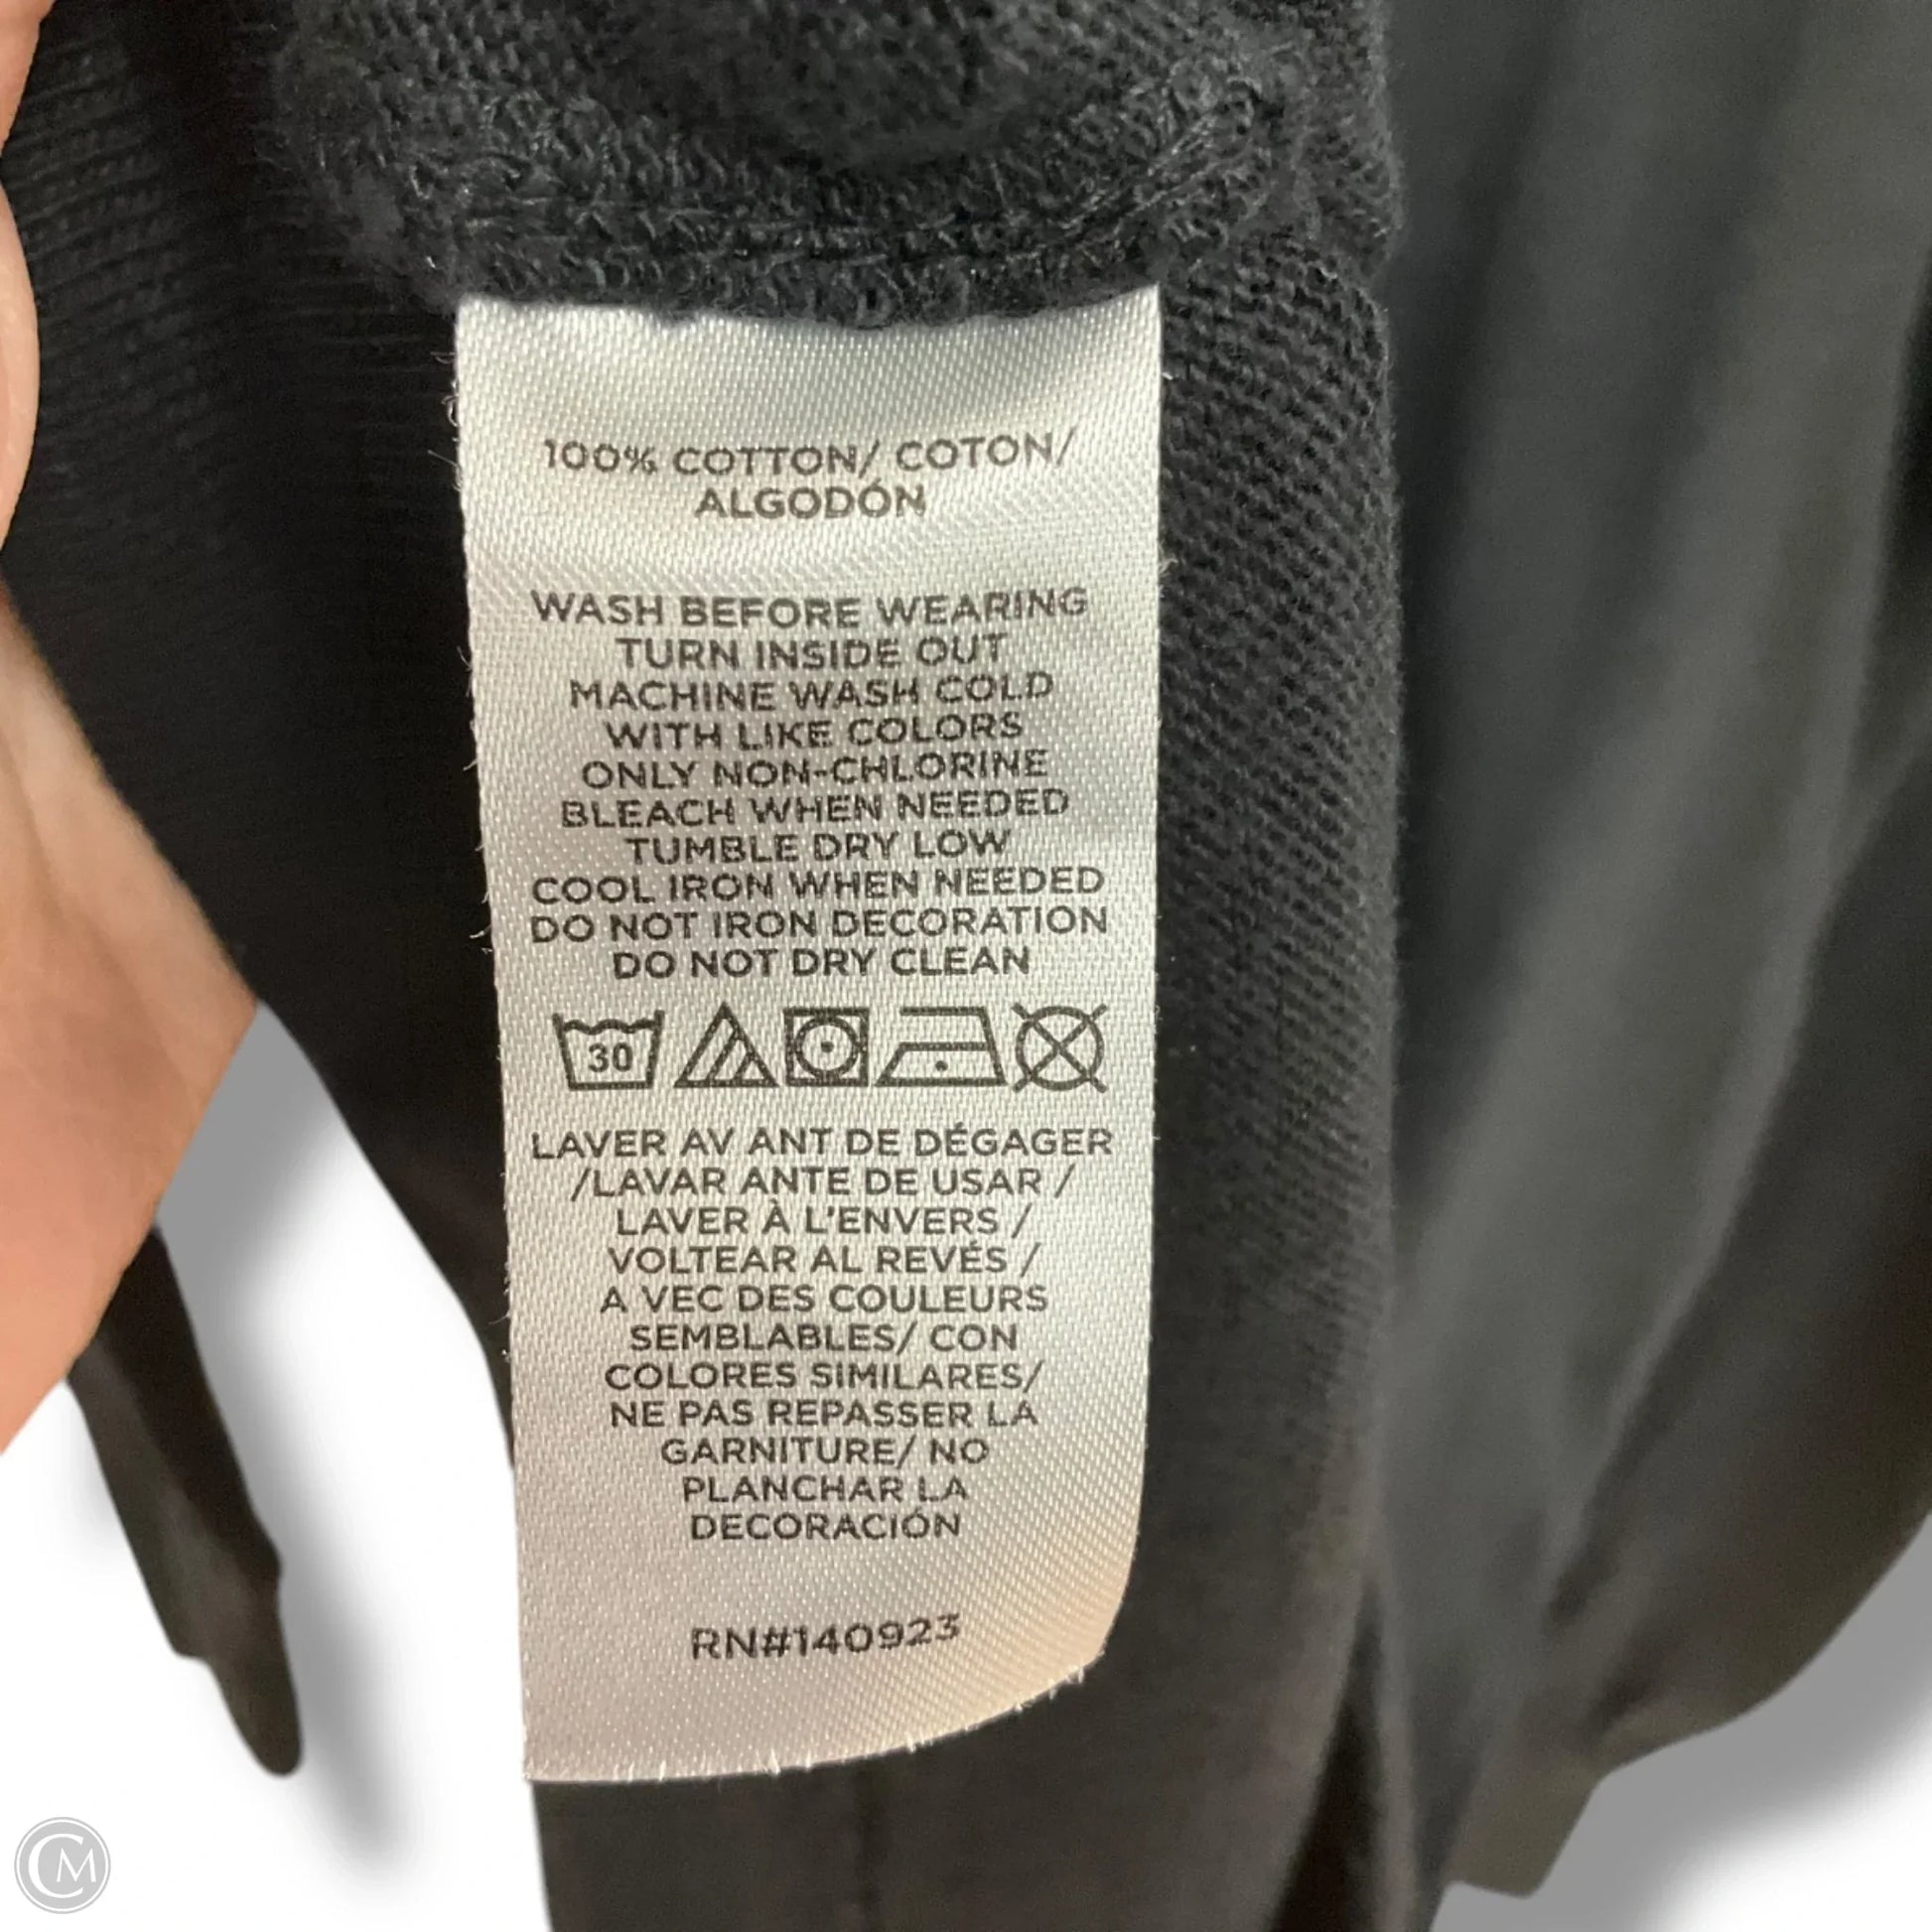 100% COTTON/ COTON/
ALGODÓN
WASH BEFORE WEARING
TURN INSIDE OUT
MACHINE WASH COLD
WITH LIKE COLORS
ONLY NON-CHLORINE
BLEACH WHEN NEEDED
TUMBLE DRY LOW
COOL IRON WHEN NEEDED
DO NOT IRON DECORATION
DO NOT DRY CLEAN
30
LAVER AV ANT DE DÉGAGER
/LAVAR ANTE DE USAR /
LAVER À L'ENVERS /
VOLTEAR AL REVÉS /
A VEC DES COULEURS
SEMBLABLES/ CON
COLORES SIMILARES/
NE PAS REPASSER LA
GARNITURE/ NO
PLANCHAR LA
DECORACIÓN
RN#140923
CM